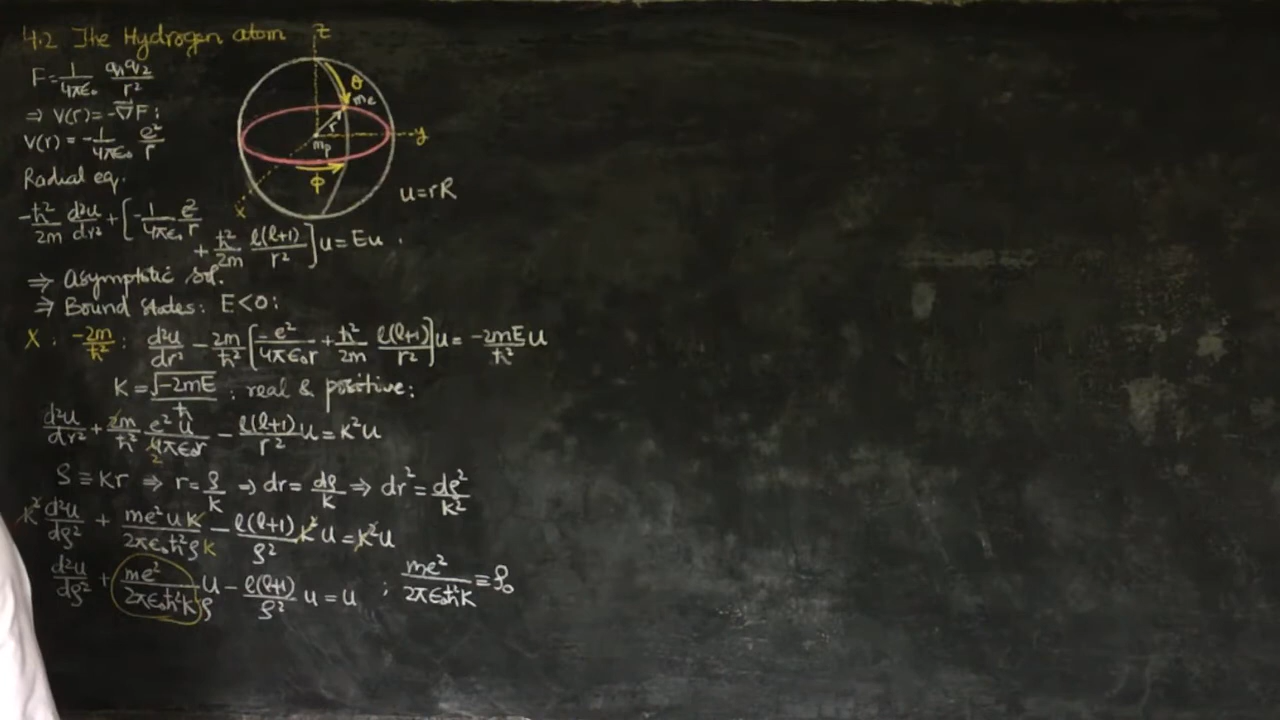 4.2 The Hydrogen atom
F = 1/4πε₀ q₁q₂/r²
⇒ V(r) = -∇⃗F ;
V(r) = -1/4πε₀ e²/r
Radial eq.
z
θ
me
r
mp
y
ϕ
x
u = rR
-ħ²/2m d²u/dr² + [-1/4πε₀ e²/r
+ ħ²/2m l(l+1)/r²] u = Eu .
⇒ Asymptotic sol.
⇒ Bound states: E < 0 :
X . -2m/ħ² : d²u/dr² - 2m/ħ² [-e²/4πε₀r + ħ²/2m l(l+1)/r²] u = -2mE/ħ² u
K = √-2mE/ħ ; real & positive ;
d²u/dr² + 2m/ħ² e²u/4πε₀r - l(l+1)/r² u = K²u
2
ρ ≡ Kr ⇒ r = ρ/K ⇒ dr = dρ/K ⇒ dr² = dρ²/K²
K² d²u/dρ² + me²uK/2πε₀ħ²ρK - l(l+1)/ρ² K² u = K²u
d²u/dρ² + me²/2πε₀ħ²K u/ρ - l(l+1)/ρ² u = u ; me²/2πε₀ħ²K ≡ ρ₀